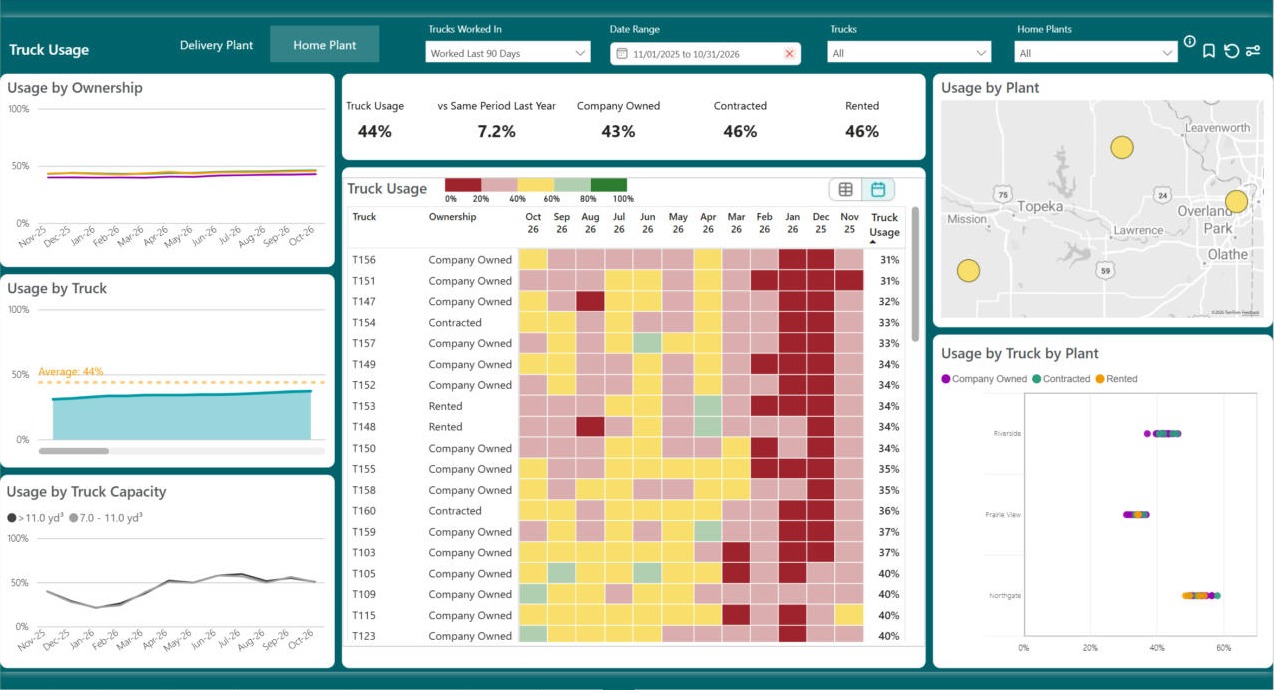 Truck Usage
Delivery Plant
Home Plant
Trucks Worked In
Worked Last 90 Days
Date Range
11/01/2025 to 10/31/2026
Trucks
All
Home Plants
All
Usage by Ownership
100%
50%
0%
Nov-25 Dec-25 Jan-26 Feb-26 Mar-26 Apr-26 May-26 Jun-26 Jul-26 Aug-26 Sep-26 Oct-26
Usage by Truck
100%
50%
0%
Average: 44%
Usage by Truck Capacity
>11.0 yd³ 7.0 - 11.0 yd³
100%
50%
0%
Nov-25 Dec-25 Jan-26 Feb-26 Mar-26 Apr-26 May-26 Jun-26 Jul-26 Aug-26 Sep-26 Oct-26
Truck Usage vs Same Period Last Year Company Owned Contracted Rented
44% 7.2% 43% 46% 46%
Truck Usage
0% 20% 40% 60% 80% 100%
Truck Ownership Oct 26 Sep 26 Aug 26 Jul 26 Jun 26 May 26 Apr 26 Mar 26 Feb 26 Jan 26 Dec 25 Nov 25 Truck Usage
T156 Company Owned 31%
T151 Company Owned 31%
T147 Company Owned 32%
T154 Contracted 33%
T157 Company Owned 33%
T149 Company Owned 34%
T152 Company Owned 34%
T153 Rented 34%
T148 Rented 34%
T150 Company Owned 34%
T155 Company Owned 35%
T158 Company Owned 35%
T160 Contracted 36%
T159 Company Owned 37%
T103 Company Owned 37%
T105 Company Owned 40%
T109 Company Owned 40%
T115 Company Owned 40%
T123 Company Owned 40%
Usage by Plant
Leavenworth
75
24
Topeka
Mission
Overland
Park
Lawrence
Olathe
59
©2026 TomTom Feedback
Usage by Truck by Plant
Company Owned Contracted Rented
Riverside
Prairie View
Northgate
0% 20% 40% 60%